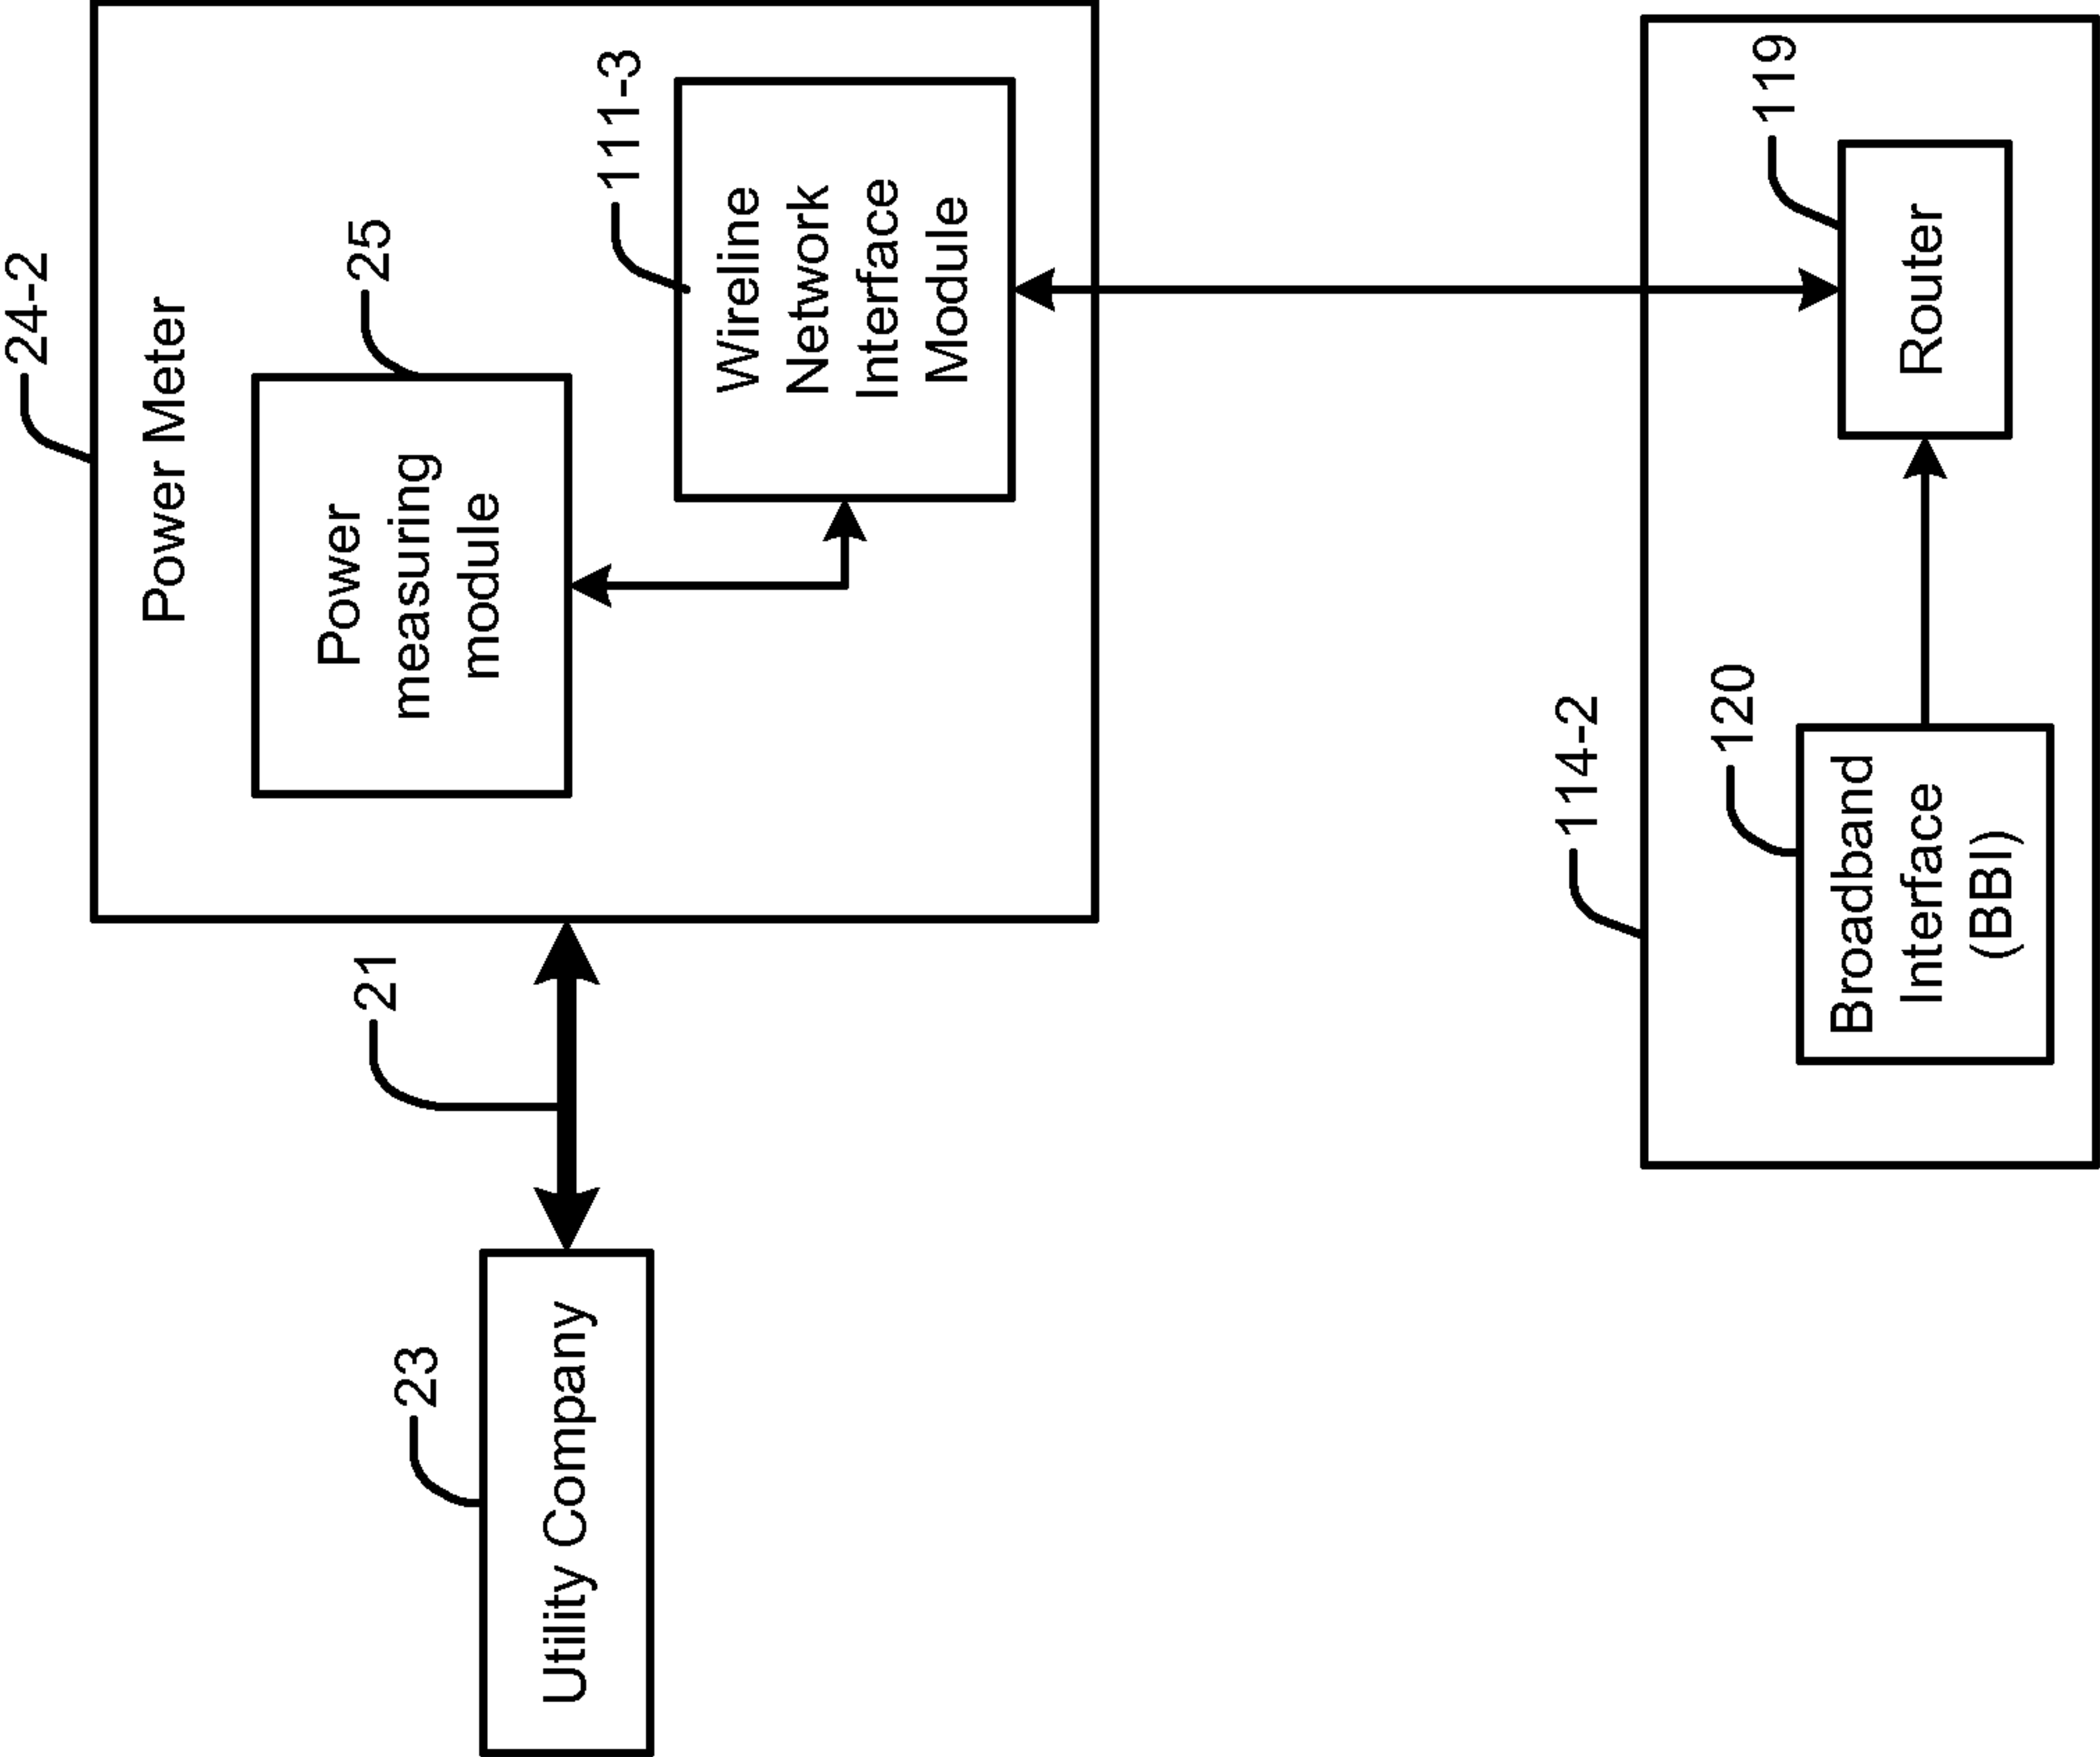 24-2
Power Meter
25
Power
measuring
module
111-3
Wireline
Network
Interface
Module
21
23
Utility Company
114-2
119
Router
120
Broadband
Interface
(BBI)